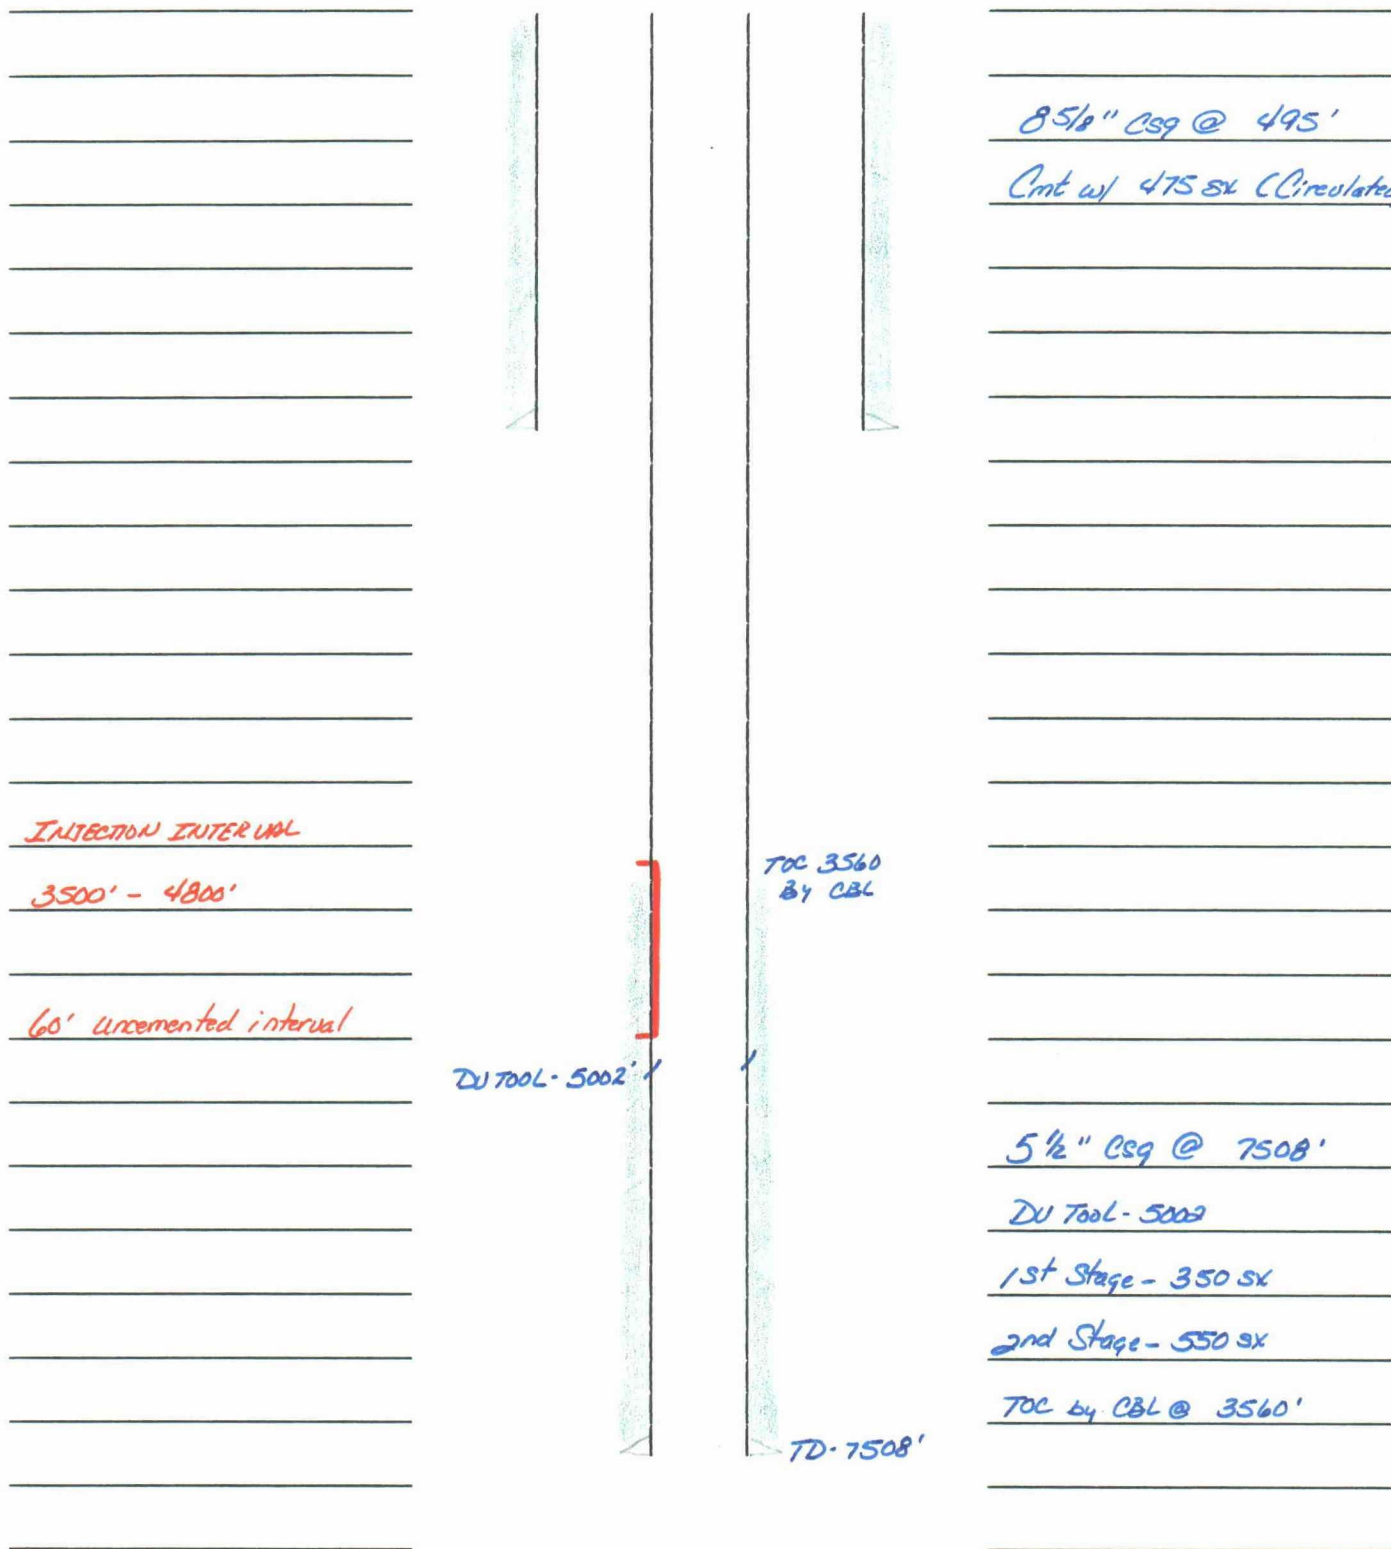 8 5/8" Csg @ 495'
Cmt w/ 475 sx (Circulated
INJECTION INTERVAL
3500' - 4800'
60' uncemented interval
TOC 3560
By CBL
DV TOOL - 5002'
5 1/2" Csg @ 7508'
DV Tool - 5002
1st Stage - 350 sx
2nd Stage - 550 sx
TOC by CBL @ 3560'
TD - 7508'